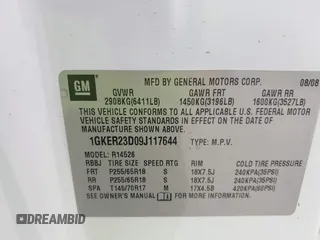 GM
MFD BY GENERAL MOTORS CORP. 08/08
GVWR GAWR FRT GAWR RR
2908KG(6411LB) 1450KG(3196LB) 1600KG(3527LB)
THIS VEHICLE CONFORMS TO ALL APPLICABLE U.S. FEDERAL MOTOR
VEHICLE SAFETY STANDARDS IN EFFECT ON THE DATE OF
MANUFACTURE SHOWN ABOVE.
1GKER23D09J117644 TYPE: M.P.V.
MODEL: R14526
RBBJ TIRE SIZE SPEED RTG RIM COLD TIRE PRESSURE
FRT P255/65R18 S 18X7.5J 240KPA(35PSI)
RR P255/65R18 S 18X7.5J 240KPA(35PSI)
SPA T145/70R17 M 17X4.5B 420KPA(60PSI)
SEE OWNER'S MANUAL FOR ADDITIONAL INFORMATION.
DREAMBID